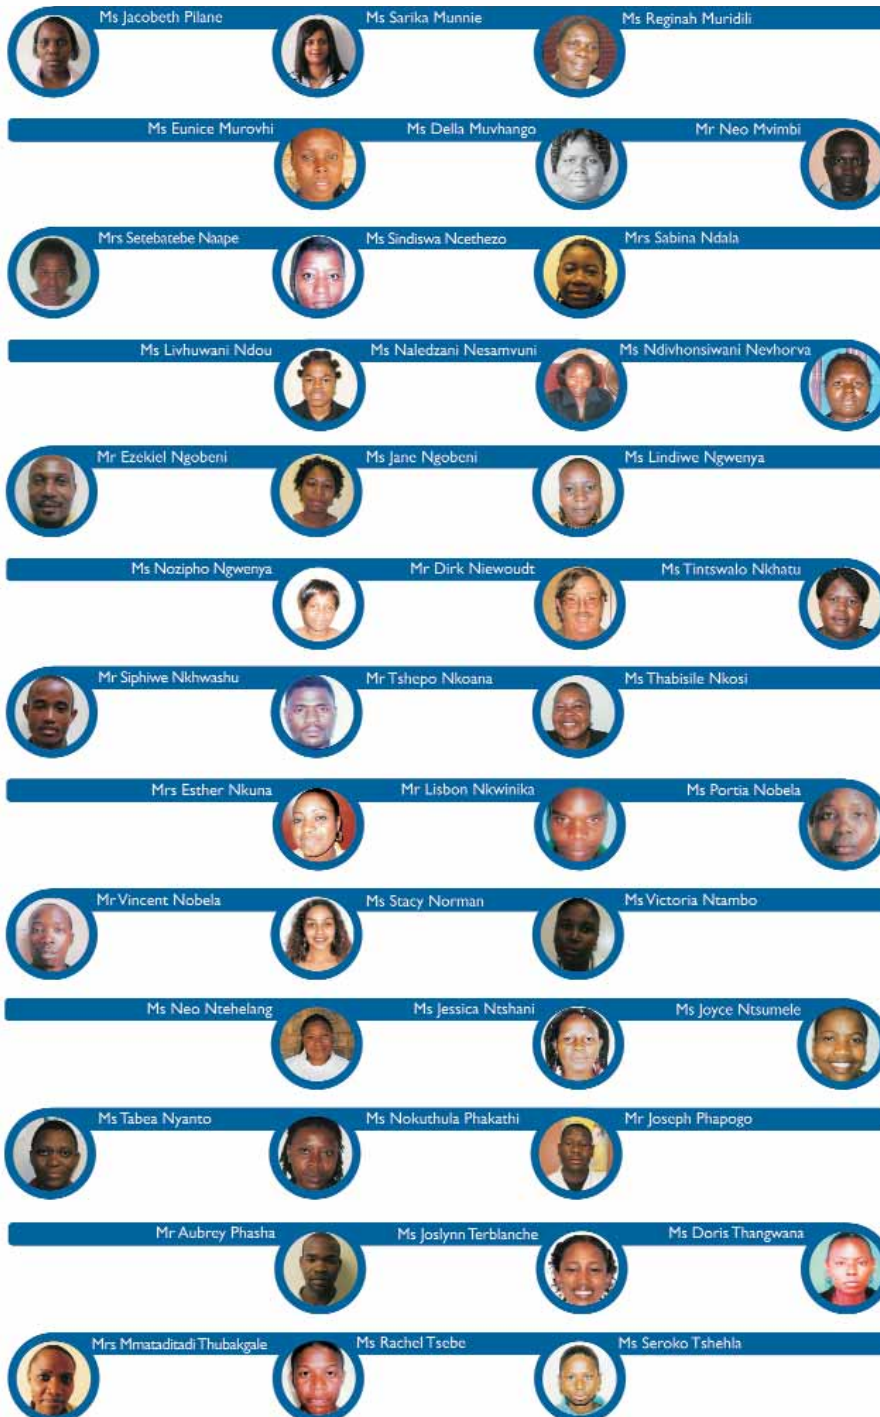 Ms Jacobeth Pilane Ms Sarika Munnie Ms Reginah Muridili
Ms Eunice Murovhi Ms Della Muvhango Mr Neo Mvimbi
Mrs Setebatebe Naape Ms Sindiswa Ncethezo Mrs Sabina Ndala
Ms Livhuwani Ndou Ms Naledzani Nesamvuni Ms Ndivhonsiwani Nevhorva
Mr Ezekiel Ngobeni Ms Jane Ngobeni Ms Lindiwe Ngwenya
Ms Nozipho Ngwenya Mr Dirk Niewoudt Ms Tintswalo Nkhatu
Mr Siphiwe Nkhwashu Mr Tshepo Nkoana Ms Thabisile Nkosi
Mrs Esther Nkuna Mr Lisbon Nkwinika Ms Portia Nobela
Mr Vincent Nobela Ms Stacy Norman Ms Victoria Ntambo
Ms Neo Ntehelang Ms Jessica Ntshani Ms Joyce Ntsumele
Ms Tabea Nyanto Ms Nokuthula Phakathi Mr Joseph Phapogo
Mr Aubrey Phasha Ms Joslynn Terblanche Ms Doris Thangwana
Mrs Mmataditadi Thubakgale Ms Rachel Tsebe Ms Seroko Tshehla